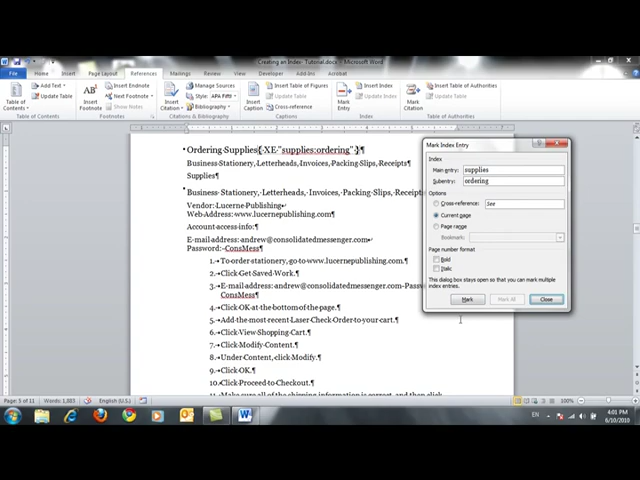 Creating an Index- Tutorial.docx - Microsoft Word
File Home Insert Page Layout References Mailings Review View Developer Add-Ins Acrobat
Table of Contents
Add Text
Update Table
Insert Footnote
AB
Insert Endnote
Next Footnote
Show Notes
Insert Citation
Manage Sources
Style: APA Fifth
Bibliography
Insert Caption
Insert Table of Figures
Update Table
Cross-reference
Mark Entry
Insert Index
Update Index
Mark Citation
Insert Table of Authorities
Update Table
Ordering·Supplies{·XE·"supplies:ordering"·}¶
Business·Stationery,·Letterheads,·Invoices,·Packing·Slips,·Receipts¶
Supplies¶
Business·Stationery,·Letterheads,·Invoices,·Packing·Slips,·Receipts
Vendor:·Lucerne·Publishing↵
Web·Address:·www.lucernepublishing.com¶
Account·access·info:¶
E-mail·address:·andrew@consolidatedmessenger.com↵
Password:·ConsMess¶
1.→To·order·stationery,·go·to·www.lucernepublishing.com.¶
2.→Click·Get·Saved·Work.¶
3.→E-mail·address:·andrew@consolidatedmessenger.com·Password:
ConsMess¶
4.→Click·OK·at·the·bottom·of·the·page.¶
5.→Add·the·most·recent·Laser·Check·Order·to·your·cart.¶
6.→Click·View·Shopping·Cart.¶
7.→Click·Modify·Content.¶
8.→Under·Content,·click·Modify.¶
9.→Click·OK.¶
10.→Click·Proceed·to·Checkout.¶
11.→Make·sure·all·of·the·shipping·information·is·correct,·and·then·click
Mark Index Entry
Index
Main entry: supplies
Subentry: ordering
Options
Cross-reference: See
Current page
Page range
Bookmark:
Page number format
Bold
Italic
This dialog box stays open so that you can mark multiple
index entries.
Mark Mark All Close
Page: 5 of 11 Words: 1,883 English (U.S.) 100%
EN 4:01 PM
6/10/2010